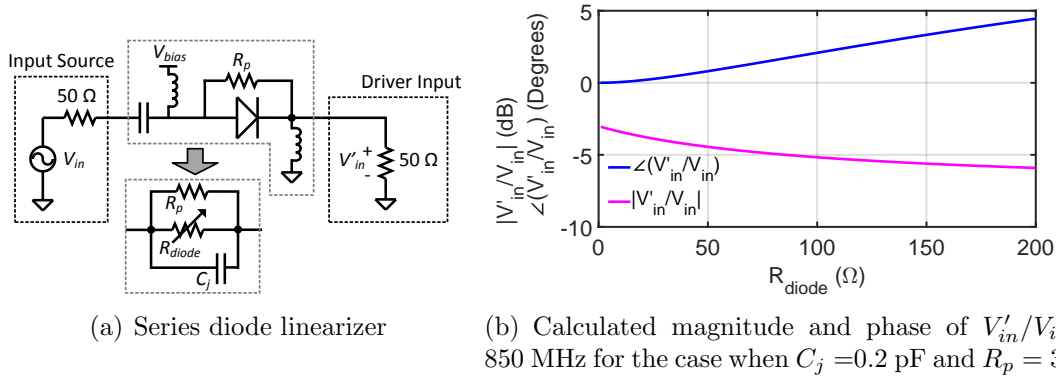 Input Source
50 Ω
V_in
V_bias
R_p
Driver Input
V'_in
+
-
50 Ω
R_p
R_diode
C_j
(a) Series diode linearizer
|V'_in/V_in| (dB)
∠(V'_in/V_in) (Degrees)
5
0
-5
-10
∠(V'_in/V_in)
|V'_in/V_in|
0 50 100 150 200
R_diode (Ω)
(b) Calculated magnitude and phase of V'_in/V_i
850 MHz for the case when C_j =0.2 pF and R_p = 3